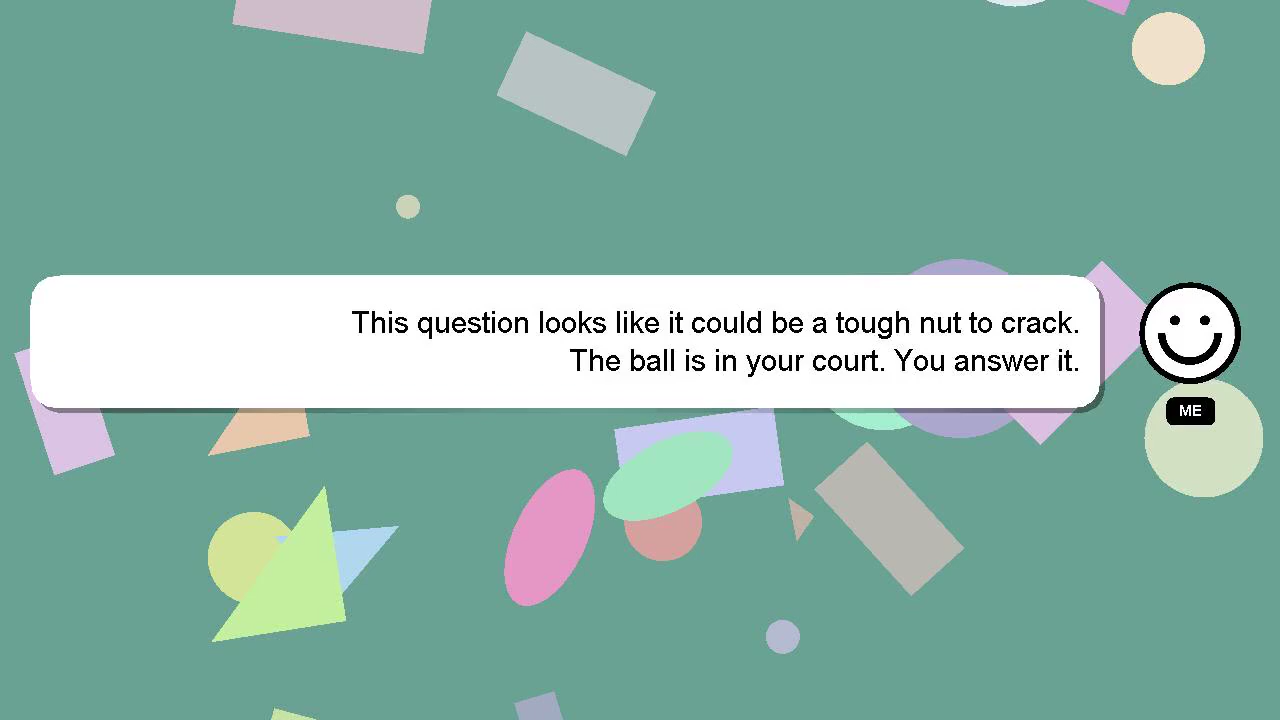 This question looks like it could be a tough nut to crack.
The ball is in your court. You answer it.
ME